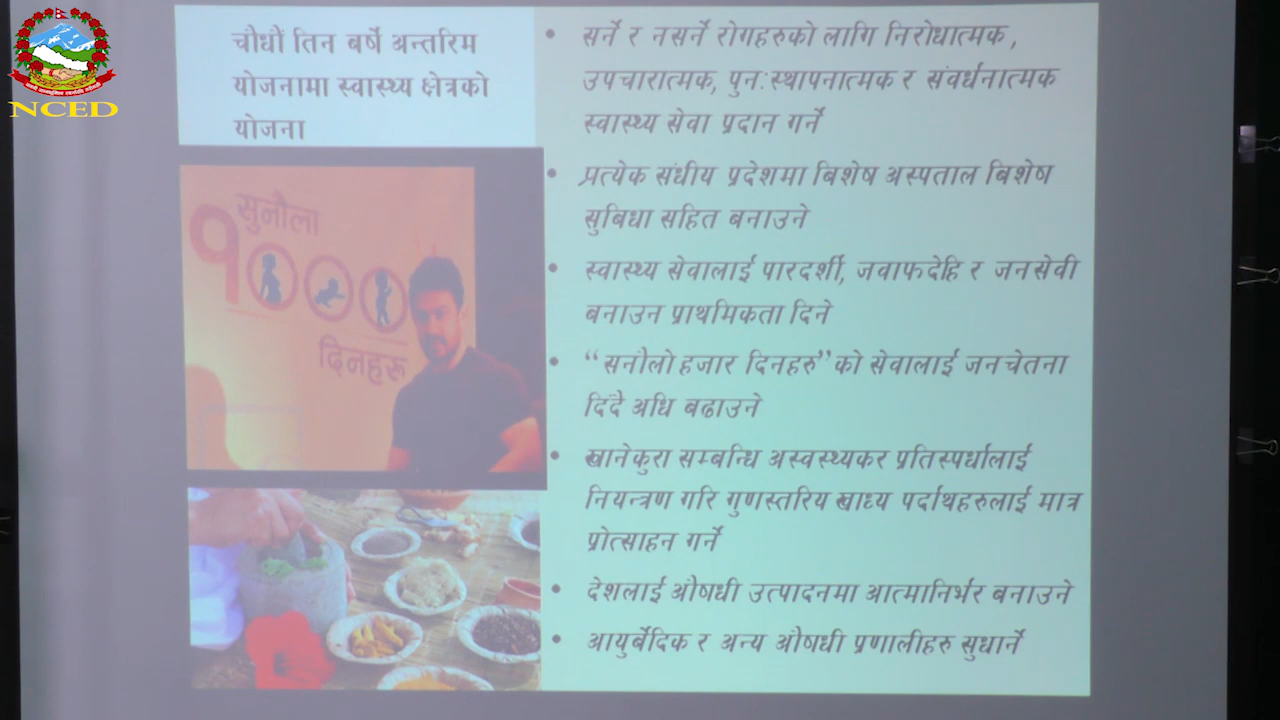 NCED
चौधौं तिन बर्षे अन्तरिम
योजनामा स्वास्थ्य क्षेत्रको
योजना
सुनौला
१०००
दिनहरू
• सर्ने र नसर्ने रोगहरुको लागि निरोधात्मक,
उपचारात्मक, पुन:स्थापनात्मक र संवर्धनात्मक
स्वास्थ्य सेवा प्रदान गर्ने
• प्रत्येक संघीय प्रदेशमा बिशेष अस्पताल बिशेष
सुबिधा सहित बनाउने
• स्वास्थ्य सेवालाई पारदर्शी, जवाफदेहि र जनसेवी
बनाउन प्राथमिकता दिने
• “सनौलो हजार दिनहरु” को सेवालाई जनचेतना
दिंदै अधि बढाउने
• खानेकुरा सम्बन्धि अस्वस्थ्यकर प्रतिस्पर्धालाई
नियन्त्रण गरि गुणस्तरिय खाध्य पर्दाथहरुलाई मात्र
प्रोत्साहन गर्ने
• देशलाई औषधी उत्पादनमा आत्मानिर्भर बनाउने
• आयुर्बेदिक र अन्य औषधी प्रणालीहरु सुधार्ने